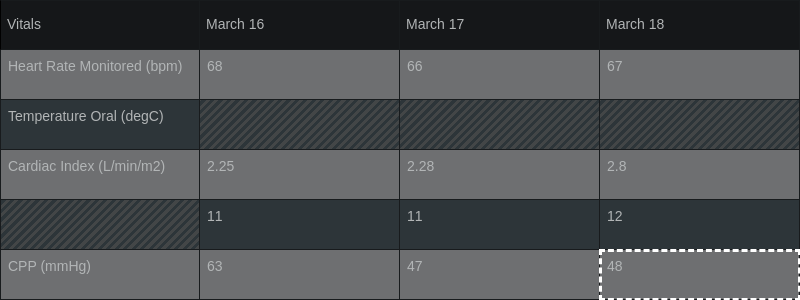 Vitals March 16 March 17 March 18
Heart Rate Monitored (bpm) 68 66 67
Temperature Oral (degC)
Cardiac Index (L/min/m2) 2.25 2.28 2.8
11 11 12
CPP (mmHg) 63 47 48